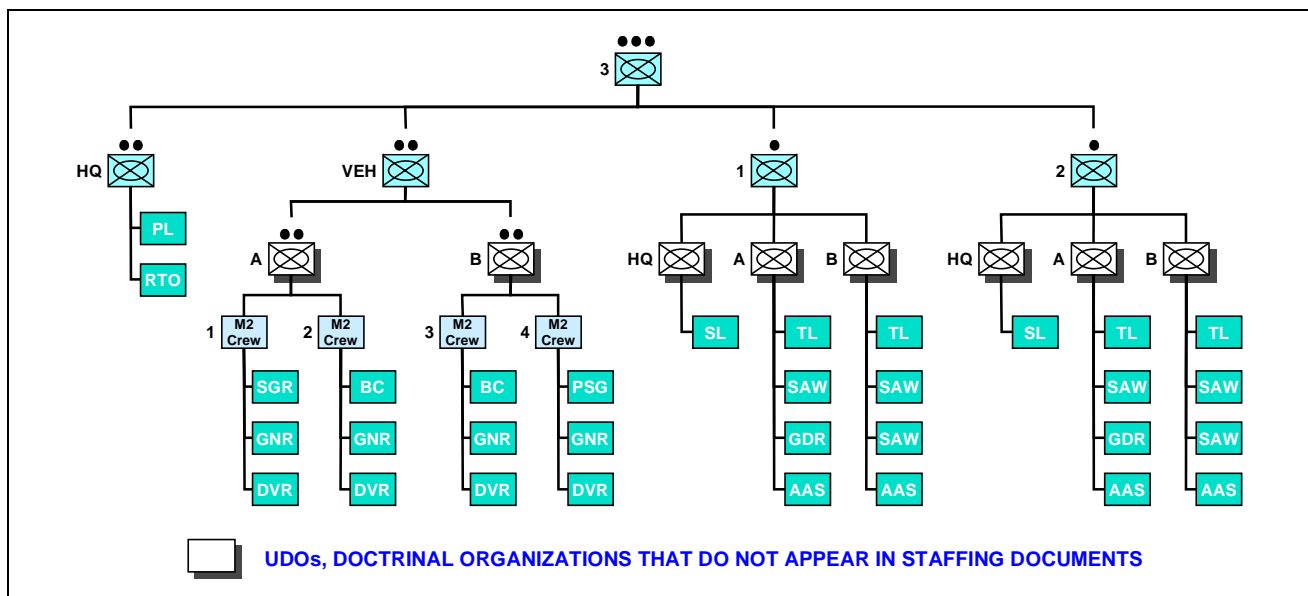 3
HQ
VEH
1
2
PL
RTO
A
B
HQ
A
B
HQ
A
B
1
M2
Crew
2
M2
Crew
3
M2
Crew
4
M2
Crew
SL
TL
TL
SL
TL
TL
SGR
BC
BC
PSG
SAW
SAW
SAW
SAW
GNR
GNR
GNR
GNR
GDR
SAW
GDR
SAW
DVR
DVR
DVR
DVR
AAS
AAS
AAS
AAS
UDOs, DOCTRINAL ORGANIZATIONS THAT DO NOT APPEAR IN STAFFING DOCUMENTS